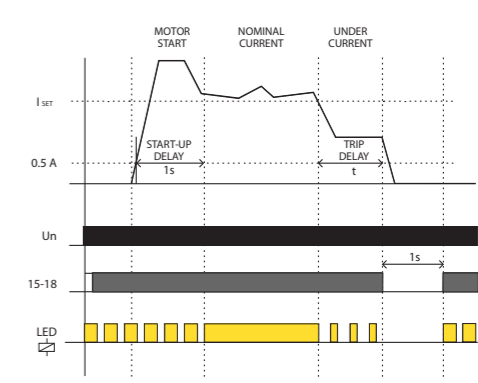 MOTOR START
NOMINAL CURRENT
UNDER CURRENT
I SET
START-UP DELAY
1s
TRIP DELAY
t
0.5 A
Un
1s
15-18
LED